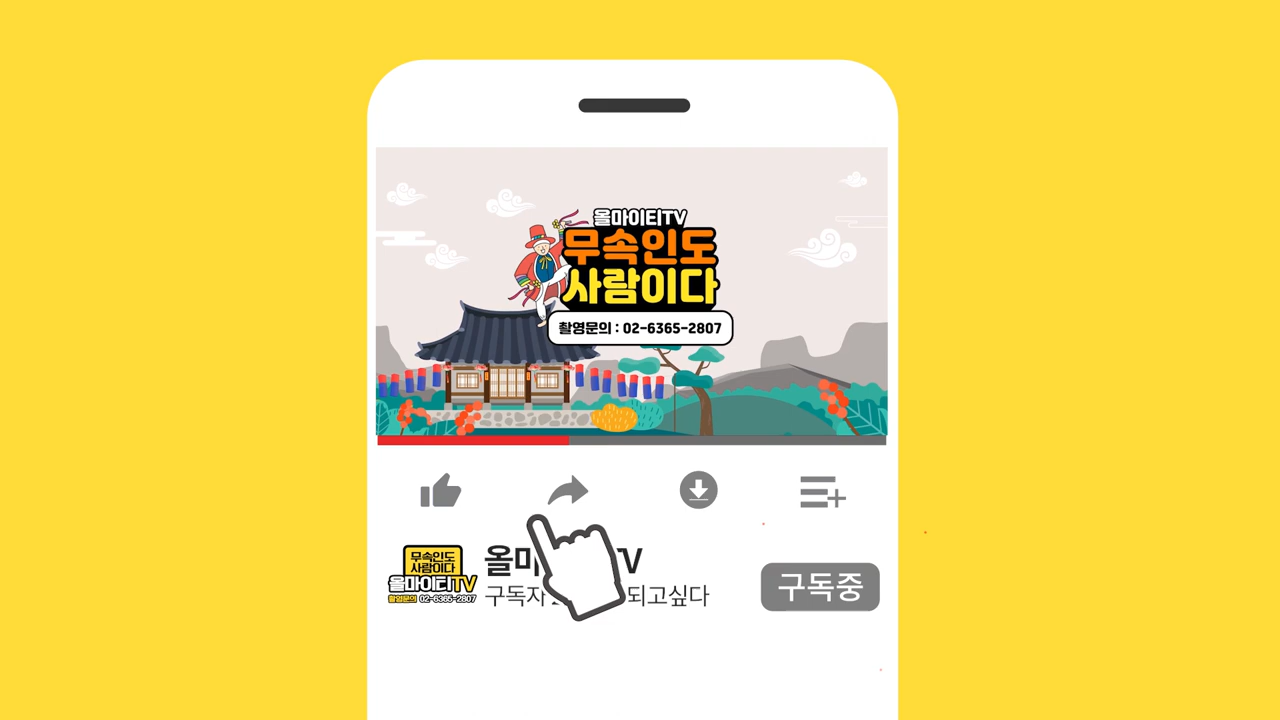 올마이티TV
무속인도
사람이다
촬영문의 : 02-6365-2807
무속인도
사람이다
올마이티TV
촬영문의 02-6365-2807
올마 TV
구독자 되고싶다
구독중